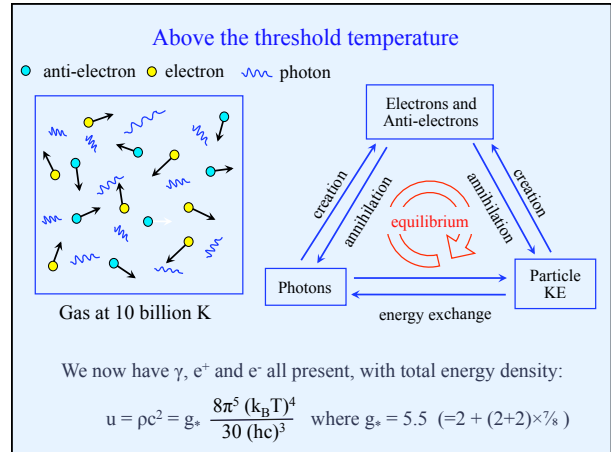 Above the threshold temperature
anti-electron electron photon
Electrons and
Anti-electrons
creation
annihilation
equilibrium
annihilation
creation
Photons
Particle
KE
energy exchange
Gas at 10 billion K
We now have γ, e⁺ and e⁻ all present, with total energy density:
u = ρc² = g* 8π⁵ (k_BT)⁴ / 30 (hc)³ where g* = 5.5 (=2 + (2+2)×⅞ )